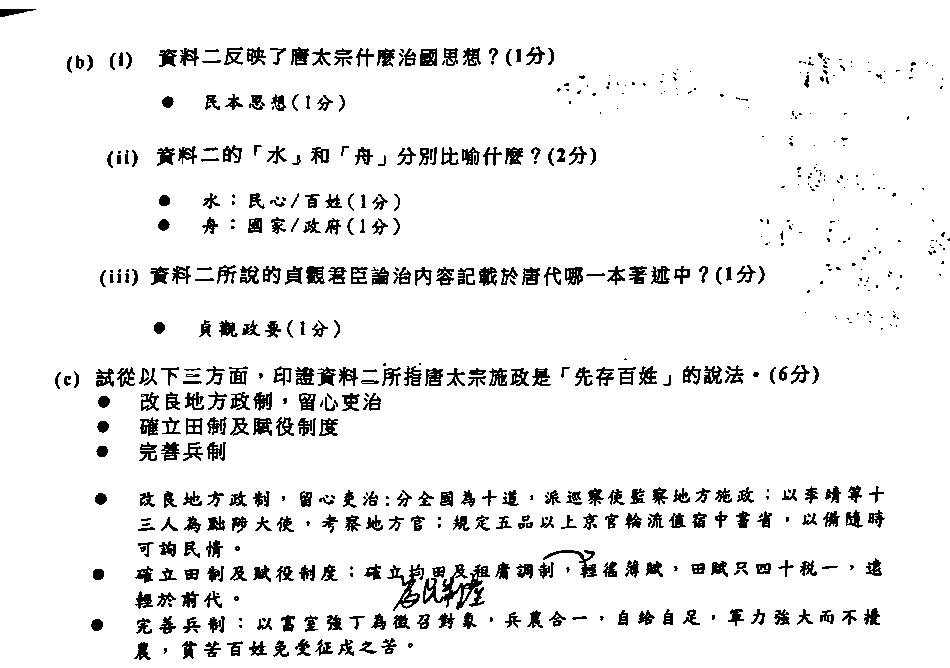 (b) (i) 資料二反映了唐太宗什麼治國思想？(1分)
● 民本思想(1分)
(ii) 資料二的「水」和「舟」分別比喻什麼？(2分)
● 水：民心/百姓(1分)
● 舟：國家/政府(1分)
(iii) 資料二所說的貞觀君臣論治內容記載於唐代哪一本著述中？(1分)
● 貞觀政要(1分)
(c) 試從以下三方面，印證資料二所指唐太宗施政是「先存百姓」的說法。(6分)
● 改良地方政制，留心吏治
● 確立田制及賦役制度
● 完善兵制
● 改良地方政制，留心吏治:分全國為十道，派巡察使監察地方施政；以李靖等十
三人為黜陟大使，考察地方官；規定五品以上京官輪流值宿中書省，以備隨時
可詢民情。
● 確立田制及賦役制度：確立均田及租庸調制，輕徭薄賦，田賦只四十稅一，遠
輕於前代。
● 完善兵制：以富室強丁為徵召對象，兵農合一，自給自足，軍力強大而不擾
農，貧苦百姓免受征戍之苦。